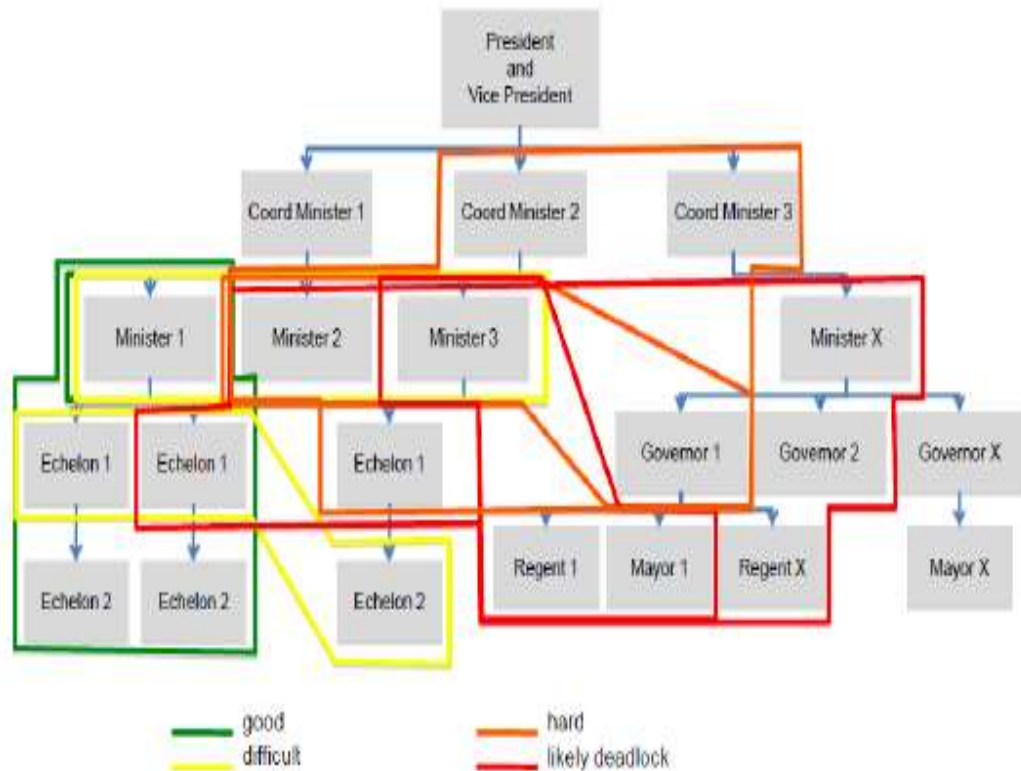 President
and
Vice President
Coord Minister 1
Coord Minister 2
Coord Minister 3
Minister 1
Minister 2
Minister 3
Minister X
Echelon 1
Echelon 1
Echelon 1
Governor 1
Governor 2
Governor X
Echelon 2
Echelon 2
Echelon 2
Regent 1
Mayor 1
Regent X
Mayor X
good
hard
difficult
likely deadlock